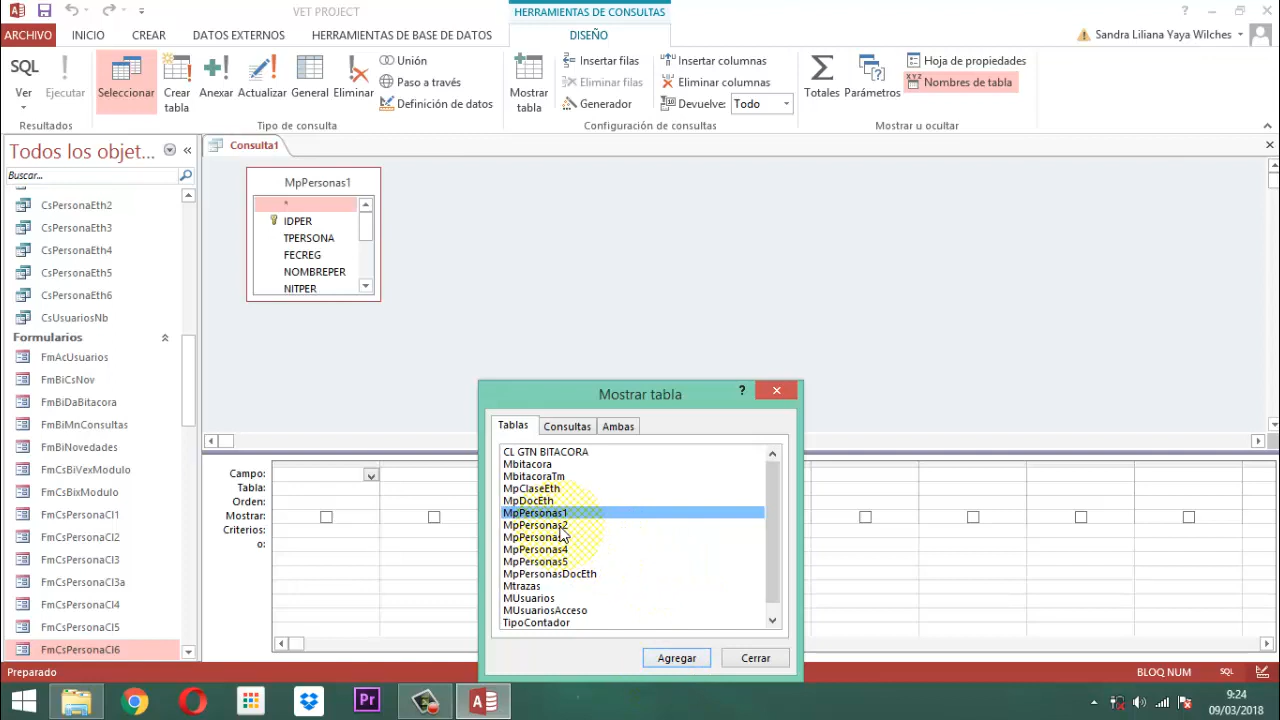 VET PROJECT
HERRAMIENTAS DE CONSULTAS
?
ARCHIVO
INICIO
CREAR
DATOS EXTERNOS
HERRAMIENTAS DE BASE DE DATOS
DISEÑO
Sandra Liliana Yaya Wilches
SQL
Ver
Ejecutar
Resultados
Seleccionar
Crear
tabla
Anexar
Actualizar
General
Eliminar
Unión
Paso a través
Definición de datos
Tipo de consulta
Mostrar
tabla
Insertar filas
Eliminar filas
Generador
Insertar columnas
Eliminar columnas
Devuelve: Todo
Configuración de consultas
Totales
Parámetros
Hoja de propiedades
Nombres de tabla
Mostrar u ocultar
Todos los objet...
Buscar...
CsPersonaEth2
CsPersonaEth3
CsPersonaEth4
CsPersonaEth5
CsPersonaEth6
CsUsuariosNb
Formularios
FmAcUsuarios
FmBiCsNov
FmBiDaBitacora
FmBiMnConsultas
FmBiNovedades
FmCsBiVexModulo
FmCsBixModulo
FmCsPersonaCl1
FmCsPersonaCl2
FmCsPersonaCl3
FmCsPersonaCl3a
FmCsPersonaCl4
FmCsPersonaCl5
FmCsPersonaCl6
Consulta1
MpPersonas1
*
IDPER
TPERSONA
FECREG
NOMBREPER
NITPER
Campo:
Tabla:
Orden:
Mostrar:
Criterios:
o:
Mostrar tabla
?
Tablas
Consultas
Ambas
CL GTN BITACORA
Mbitacora
MbitacoraTm
MpClaseEth
MpDocEth
MpPersonas1
MpPersonas2
MpPersonas
MpPersonas4
MpPersonas5
MpPersonasDocEth
Mtrazas
MUsuarios
MUsuariosAcceso
TipoContador
Agregar
Cerrar
Preparado
BLOQ NUM
SQL
Pr
9:24
09/03/2018